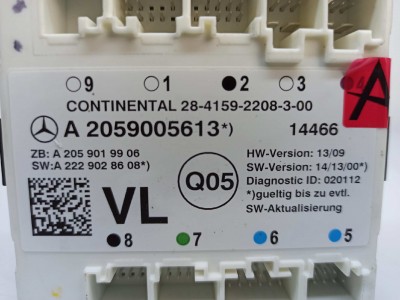 9 1 2 3 4 A
CONTINENTAL 28-4159-2208-3-00
A 2059005613*) 14466
ZB: A 205 901 99 06
SW:A 222 902 86 08*)
HW-Version: 13/09
SW-Version: 14/13/00*)
Diagnostic ID: 020112
*)gueltig bis zu evtl.
SW-Aktualisierung
VL
Q05
8 7 6 5